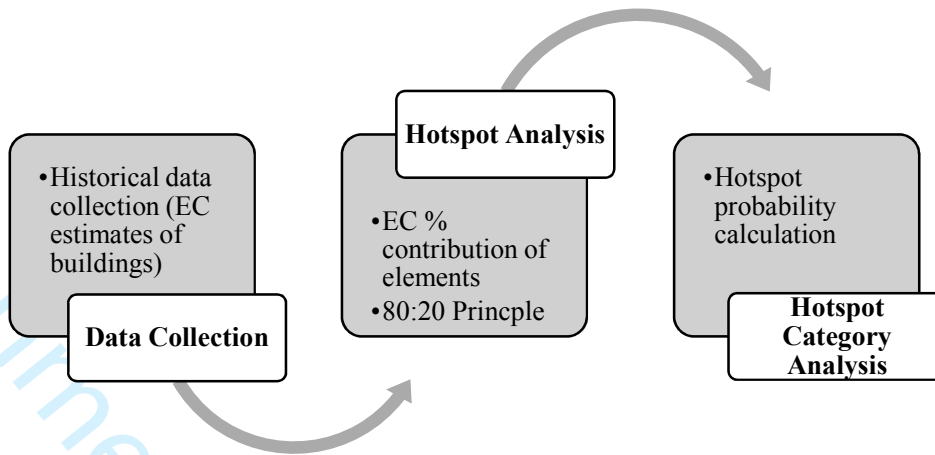 •Historical data
collection (EC
estimates of
buildings)
Data Collection
Hotspot Analysis
•EC %
contribution of
elements
•80:20 Princple
•Hotspot
probability
calculation
Hotspot
Category
Analysis